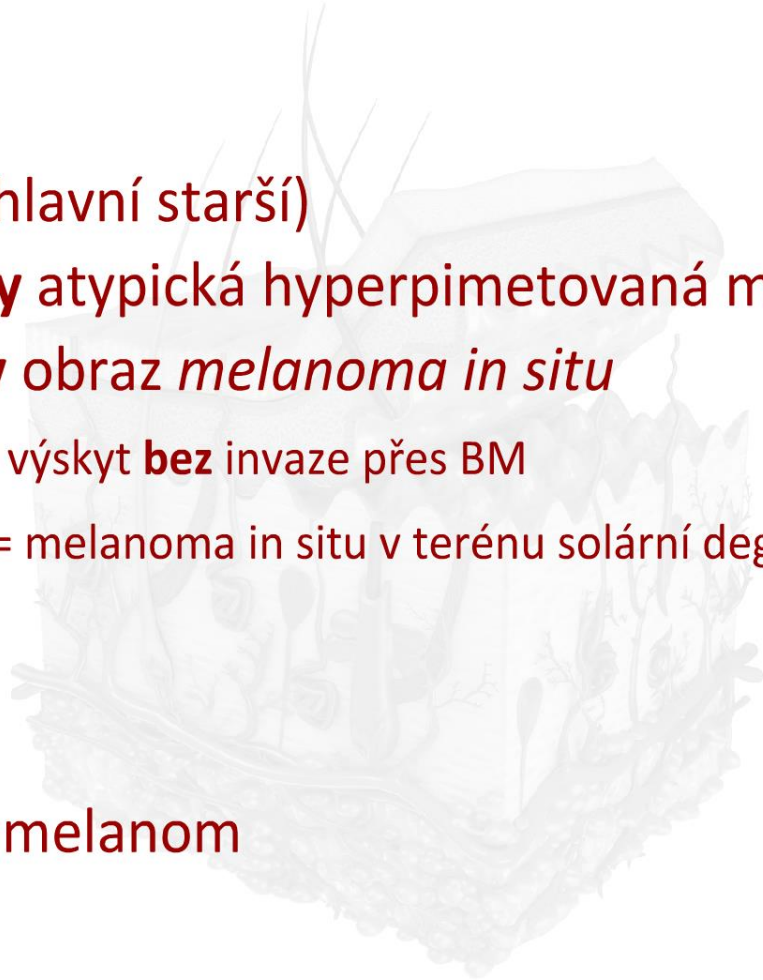 hlavní starší)
y atypická hyperpimetovaná m
obraz melanoma in situ
výskyt bez invaze přes BM
= melanoma in situ v terénu solární deg
melanom